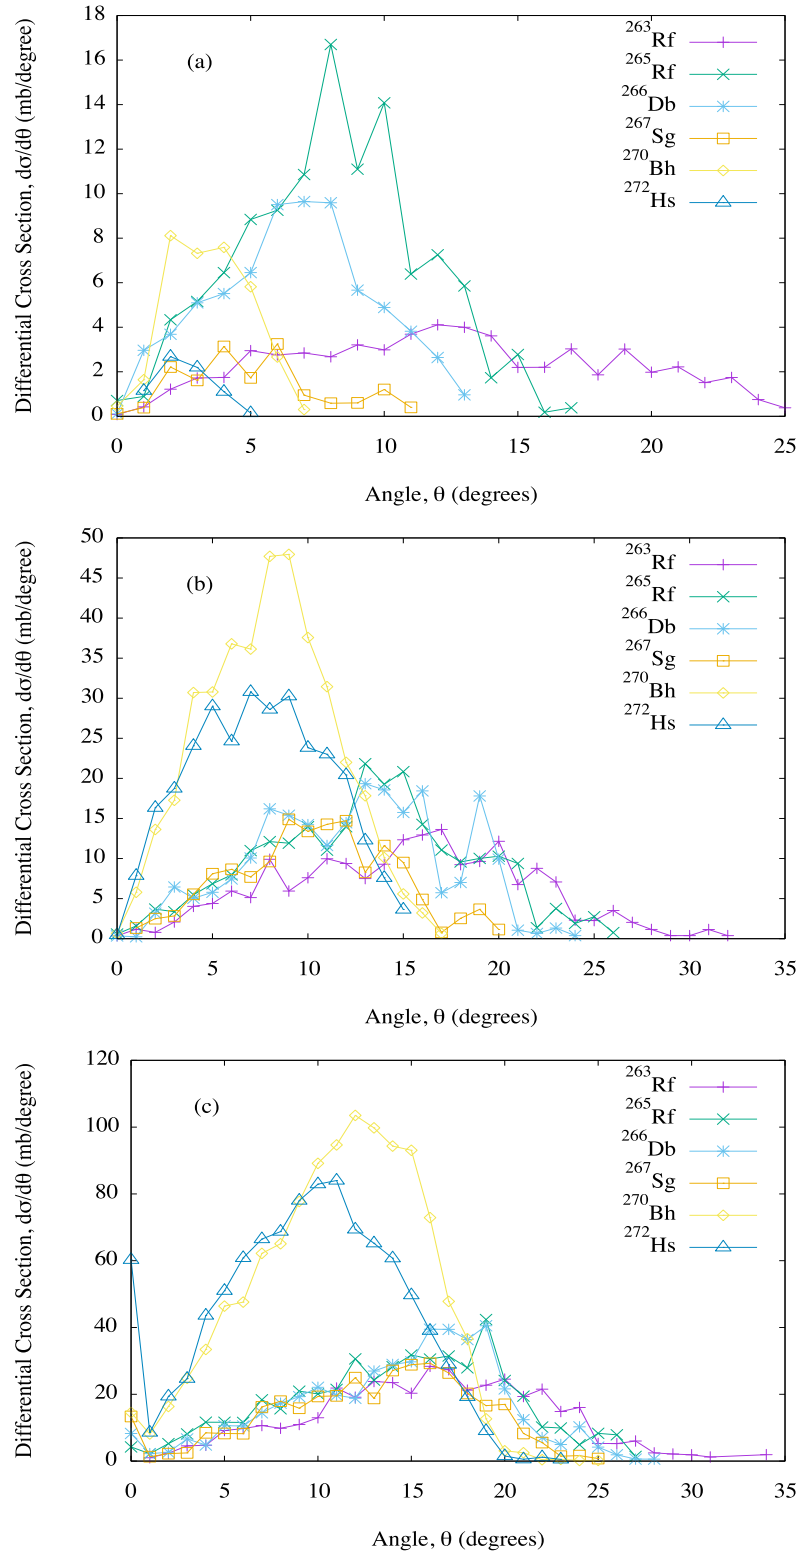 Differential Cross Section, dσ/dθ (mb/degree)
18
16
14
12
10
8
6
4
2
0
(a)
263Rf
265Rf
266Db
267Sg
270Bh
272Hs
0 5 10 15 20 25
Angle, θ (degrees)
Differential Cross Section, dσ/dθ (mb/degree)
50
45
40
35
30
25
20
15
10
5
0
(b)
263Rf
265Rf
266Db
267Sg
270Bh
272Hs
0 5 10 15 20 25 30 35
Angle, θ (degrees)
Differential Cross Section, dσ/dθ (mb/degree)
120
100
80
60
40
20
0
(c)
263Rf
265Rf
266Db
267Sg
270Bh
272Hs
0 5 10 15 20 25 30 35
Angle, θ (degrees)